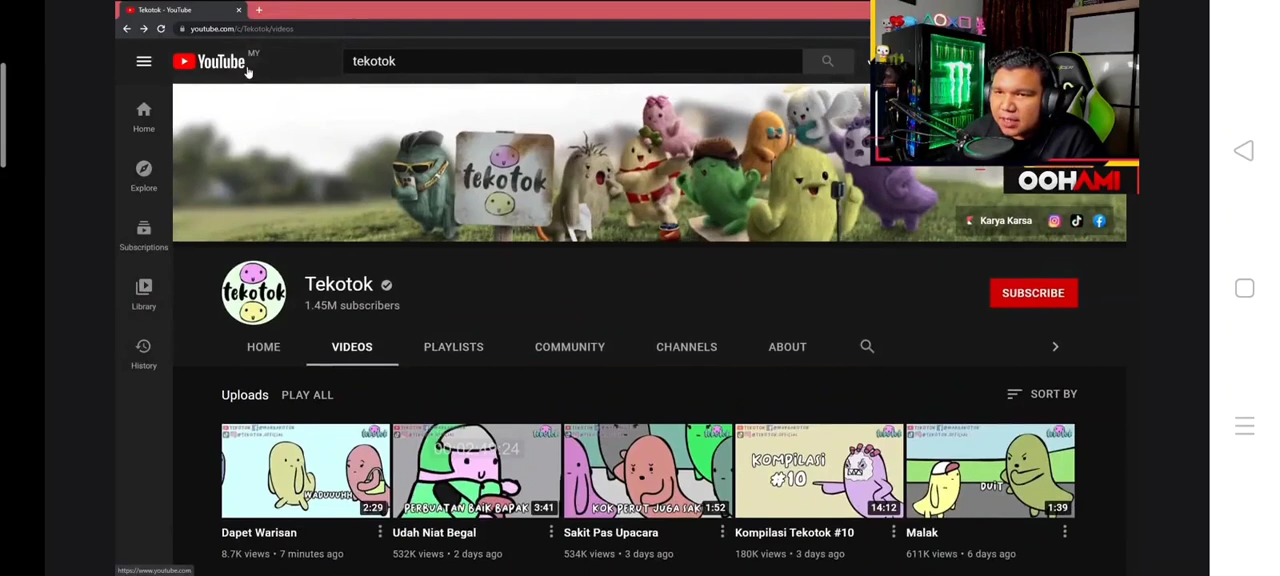 Tekotok - YouTube
youtube.com/c/Tekotok/videos
YouTube MY
tekotok
Home
Explore
Subscriptions
Library
History
tekotok
OOHAMI
Karya Karsa
tekotok
Tekotok
1.45M subscribers
SUBSCRIBE
HOME VIDEOS PLAYLISTS COMMUNITY CHANNELS ABOUT
Uploads PLAY ALL
SORT BY
WADUUUHH
2:29
PERBUATAN BAIK BAPAK
3:41
KOK PERUT JUGA SAK
1:52
KOMPILASI
#10
14:12
DUIT
1:39
Dapet Warisan
8.7K views • 7 minutes ago
Udah Niat Begal
532K views • 2 days ago
Sakit Pas Upacara
534K views • 3 days ago
Kompilasi Tekotok #10
180K views • 3 days ago
Malak
611K views • 6 days ago
https://www.youtube.com